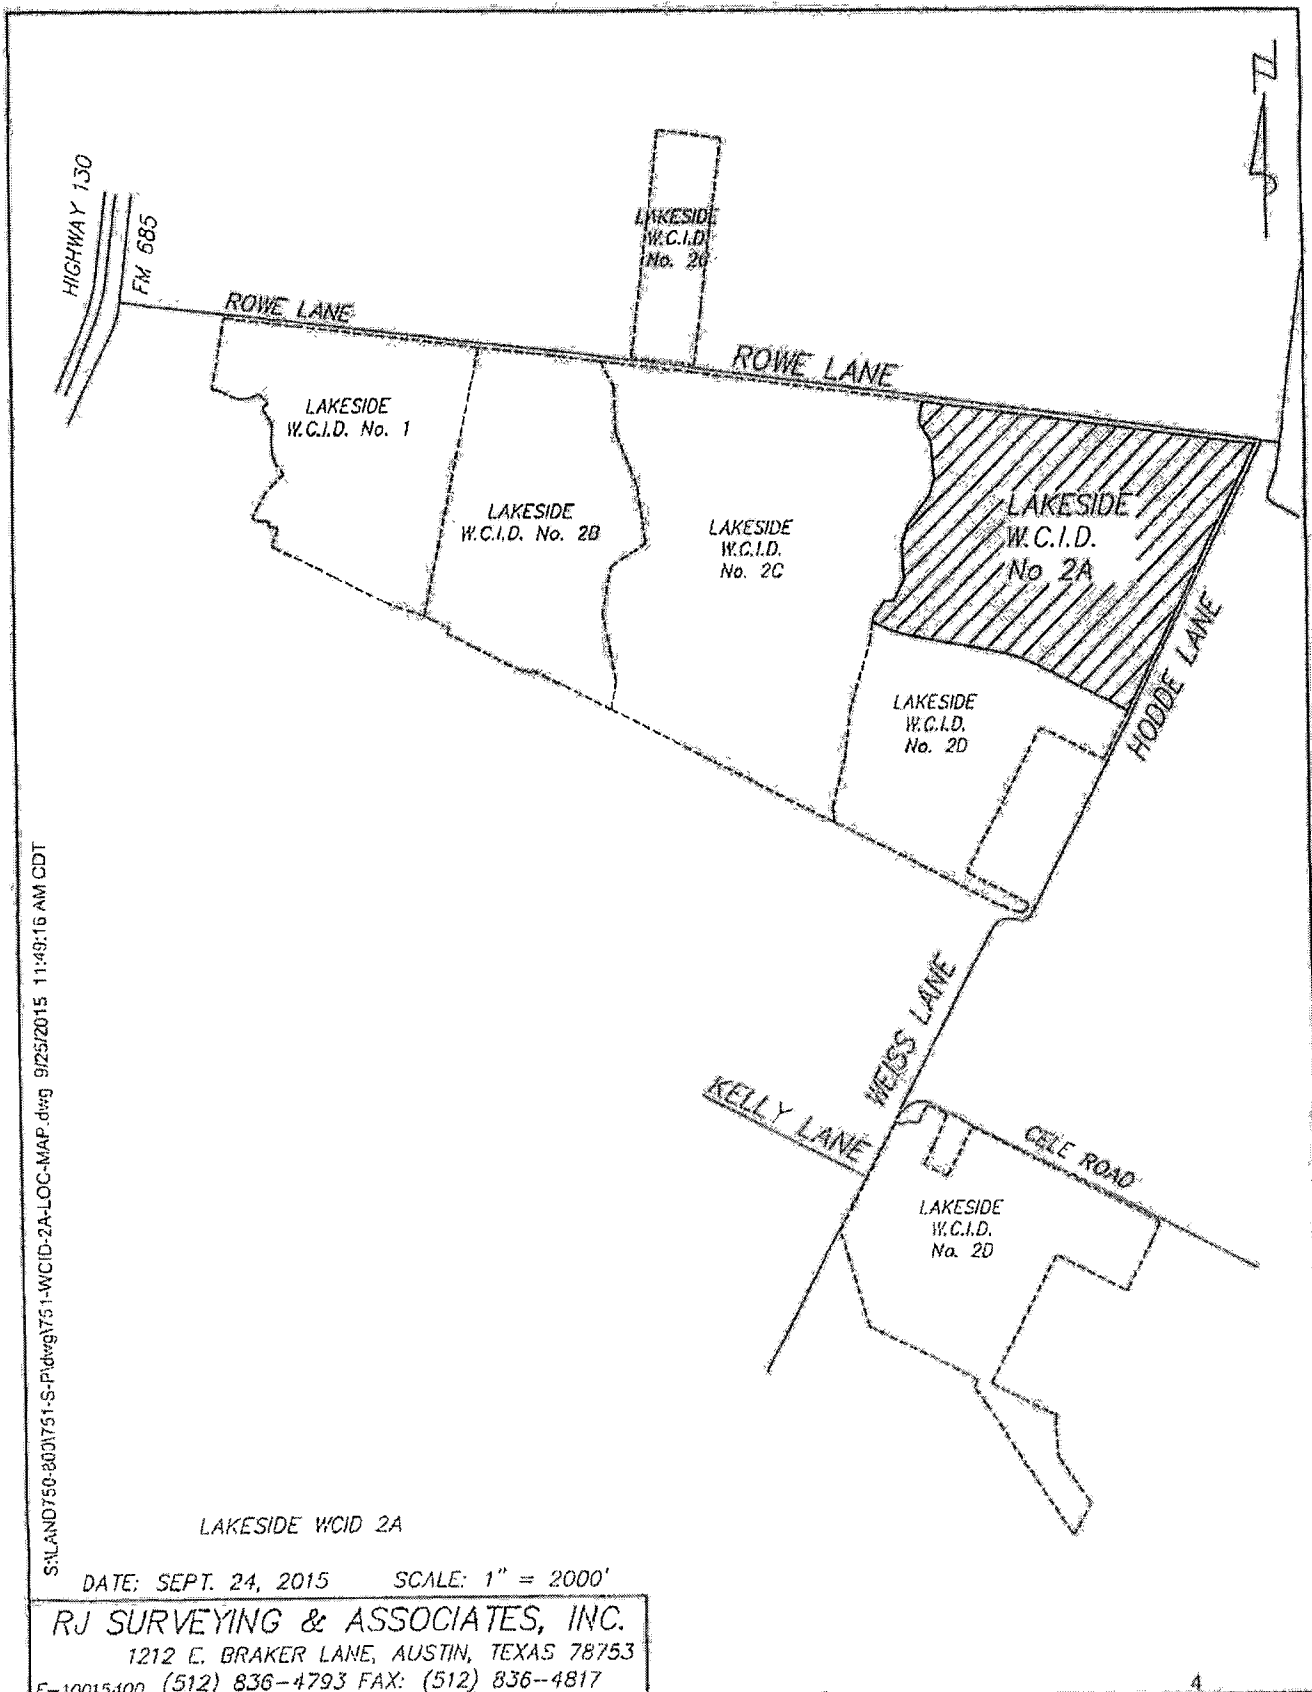 HIGHWAY 130
FM 685
LAKESIDE
W.C.I.D.
ROWE LANE
ROWE LANE
LAKESIDE
W.C.I.D. No. 1
LAKESIDE
W.C.I.D. No. 2B
LAKESIDE
W.C.I.D.
No. 2C
LAKESIDE
W.C.I.D.
No 2A
HODDE LANE
LAKESIDE
W.C.I.D.
No. 2D
WEISS LANE
KELLY LANE
CELE ROAD
LAKESIDE
W.C.I.D.
No. 2D
S:\LAND750-800\751-S-P\dwg\751-WCID-2A-LOC-MAP.dwg 9/25/2015 11:49:16 AM CDT
LAKESIDE WCID 2A
DATE: SEPT. 24, 2015 SCALE: 1" = 2000'
RJ SURVEYING & ASSOCIATES, INC.
1212 E. BRAKER LANE, AUSTIN, TEXAS 78753
F-10015400 (512) 836-4793 FAX: (512) 836--4817
4